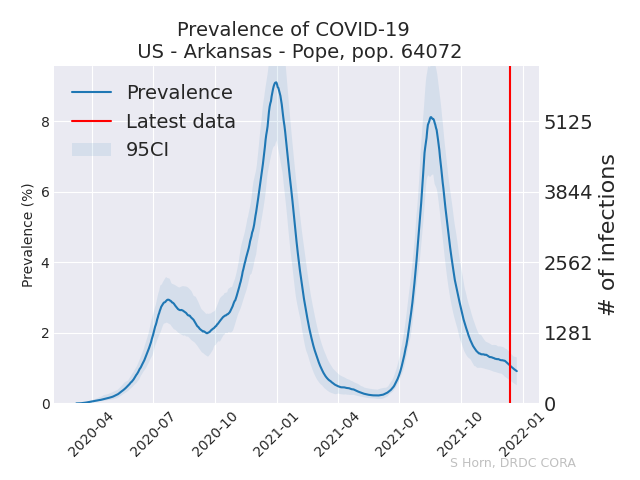 Prevalence of COVID-19
US - Arkansas - Pope, pop. 64072
Prevalence
Latest data
95CI
Prevalence (%)
8
6
4
2
0
5125
3844
2562
1281
0
# of infections
2020-04
2020-07
2020-10
2021-01
2021-04
2021-07
2021-10
2022-01
S Horn, DRDC CORA